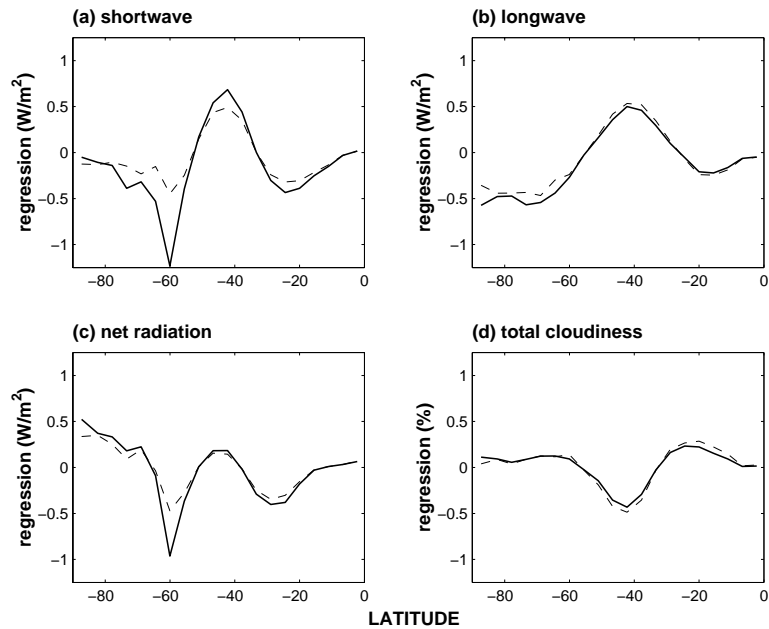 (a) shortwave
regression (W/m²)
1
0.5
0
−0.5
−1
−80 −60 −40 −20 0
(b) longwave
regression (W/m²)
1
0.5
0
−0.5
−1
−80 −60 −40 −20 0
(c) net radiation
regression (W/m²)
1
0.5
0
−0.5
−1
−80 −60 −40 −20 0
(d) total cloudiness
regression (%)
1
0.5
0
−0.5
−1
−80 −60 −40 −20 0
LATITUDE